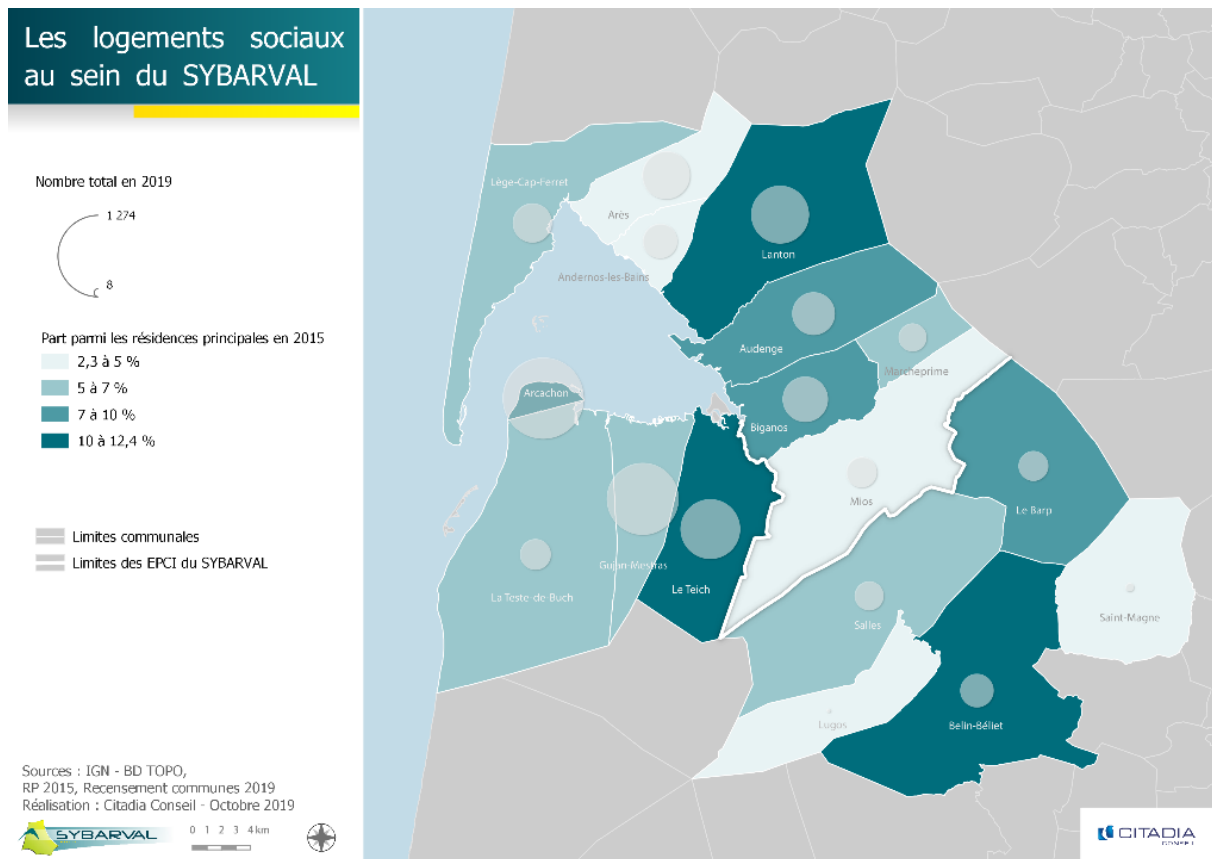 Les logements sociaux
au sein du SYBARVAL
Nombre total en 2019
1 274
8
Part parmi les résidences principales en 2015
2,3 à 5 %
5 à 7 %
7 à 10 %
10 à 12,4 %
Limites communales
Limites des EPCI du SYBARVAL
Sources : IGN - BD TOPO,
RP 2015, Recensement communes 2019
Réalisation : Citadia Conseil - Octobre 2019
SYBARVAL
0 1 2 3 4 km
Lège-Cap-Ferret
Arès
Andernos-les-Bains
Lanton
Audenge
Marcheprime
Arcachon
Biganos
Mios
Le Barp
La Teste-de-Buch
Gujan-Mestras
Le Teich
Salles
Saint-Magne
Lugos
Belin-Béliet
CITADIA
CONSEIL